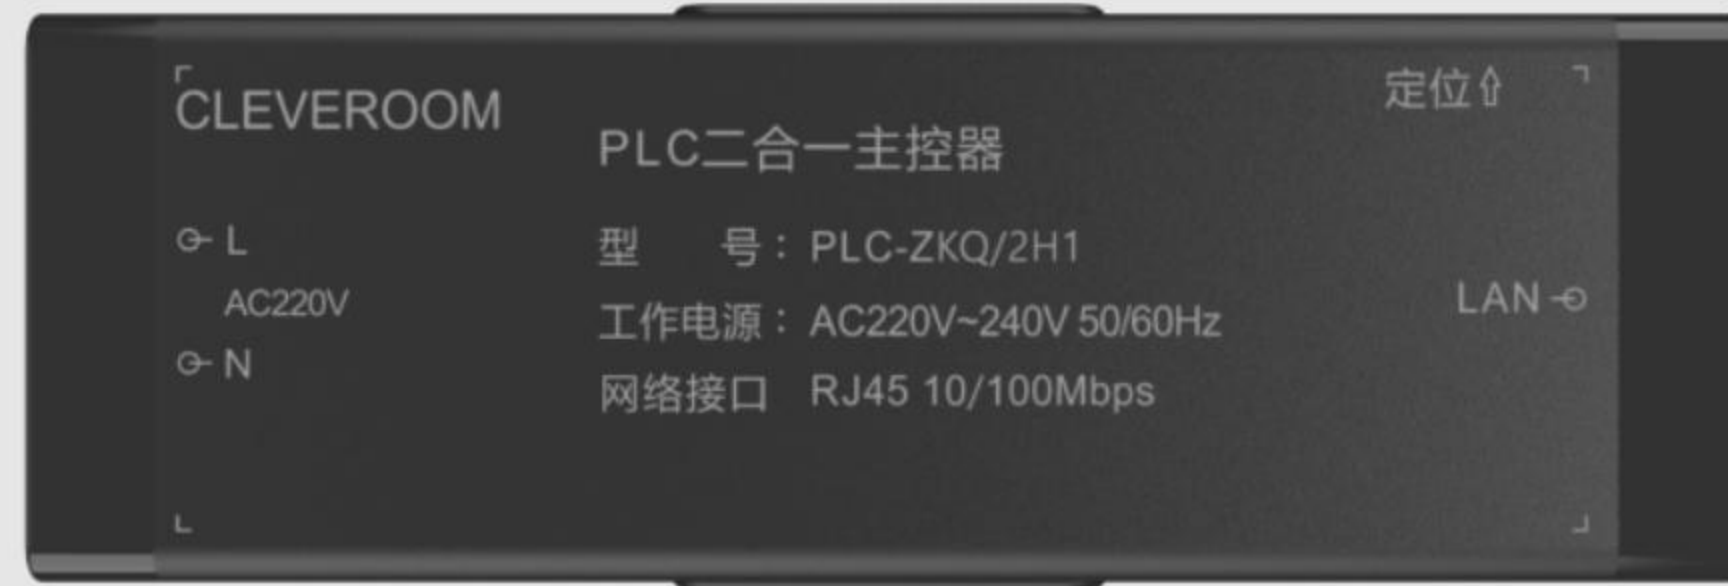 CLEVEROOM
定位⇧
PLC二合一主控器
L
型 号：PLC-ZKQ/2H1
AC220V
LAN
工作电源：AC220V~240V 50/60Hz
N
网络接口 RJ45 10/100Mbps